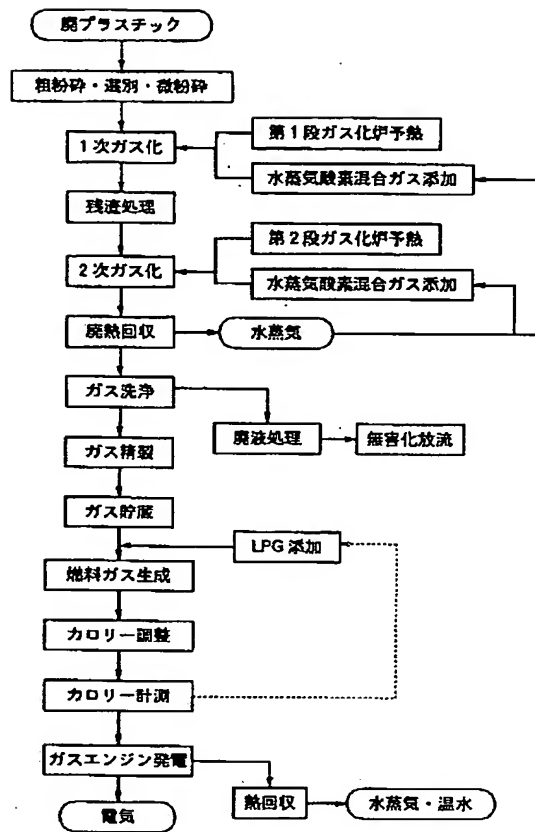 廃プラスチック
粗粉砕・選別・微粉砕
第1段ガス化炉予熱
1次ガス化
水蒸気酸素混合ガス添加
残渣処理
第2段ガス化炉予熱
2次ガス化
水蒸気酸素混合ガス添加
廃熱回収
水蒸気
ガス洗浄
廃液処理
無害化放流
ガス精製
ガス貯蔵
LPG 添加
燃料ガス生成
カロリー調整
カロリー計測
ガスエンジン発電
熱回収
水蒸気・温水
電気